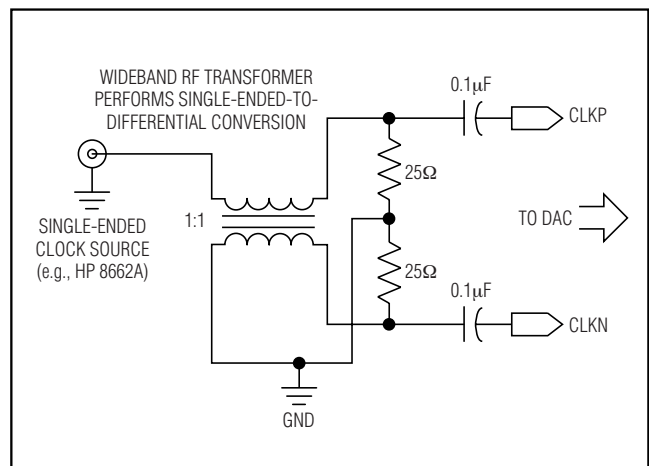 WIDEBAND RF TRANSFORMER
PERFORMS SINGLE-ENDED-TO-
DIFFERENTIAL CONVERSION
0.1µF
CLKP
25Ω
1:1
TO DAC
SINGLE-ENDED
CLOCK SOURCE
(e.g., HP 8662A)
25Ω
0.1µF
CLKN
GND